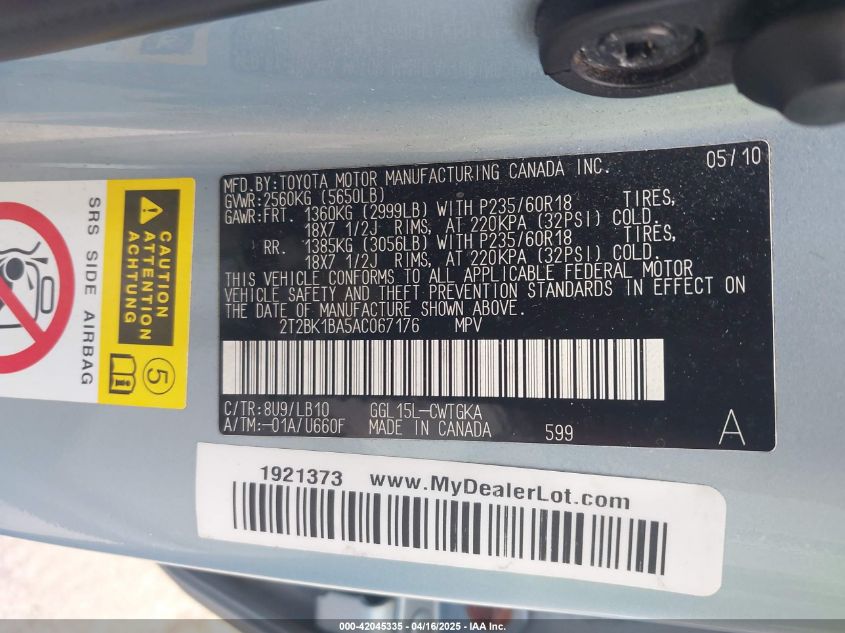 MFD.BY:TOYOTA MOTOR MANUFACTURING CANADA INC. 05/10
GVWR:2560KG (5650LB)
GAWR:FRT. 1360KG (2999LB) WITH P235/60R18 TIRES,
18X7 1/2J RIMS, AT 220KPA (32PSI) COLD.
RR. 1385KG (3056LB) WITH P235/60R18 TIRES,
18X7 1/2J RIMS, AT 220KPA (32PSI) COLD.
THIS VEHICLE CONFORMS TO ALL APPLICABLE FEDERAL MOTOR
VEHICLE SAFETY AND THEFT PREVENTION STANDARDS IN EFFECT ON
THE DATE OF MANUFACTURE SHOWN ABOVE.
2T2BK1BA5AC067176 MPV
C/TR:8U9/LB10 GGL15L-CWTGKA
A/TM:-01A/U660F MADE IN CANADA 599 A
SRS SIDE AIRBAG
CAUTION
ATTENTION
ACHTUNG
5
1921373 www.MyDealerLot.com
000-42045335 - 04/16/2025 - IAA Inc.